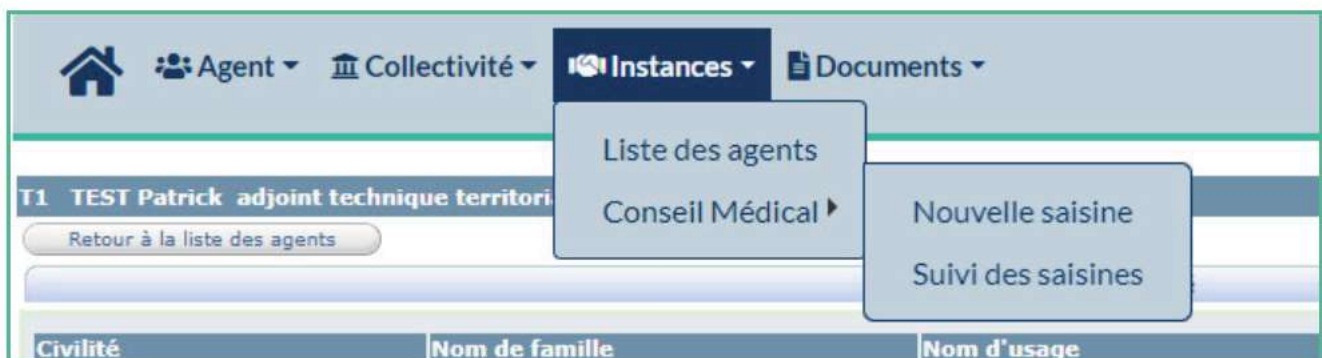 Agent Collectivité Instances Documents
Liste des agents
T1 TEST Patrick adjoint technique territori
Conseil Médical Nouvelle saisine
Retour à la liste des agents
Suivi des saisines
Civilité Nom de famille Nom d'usage